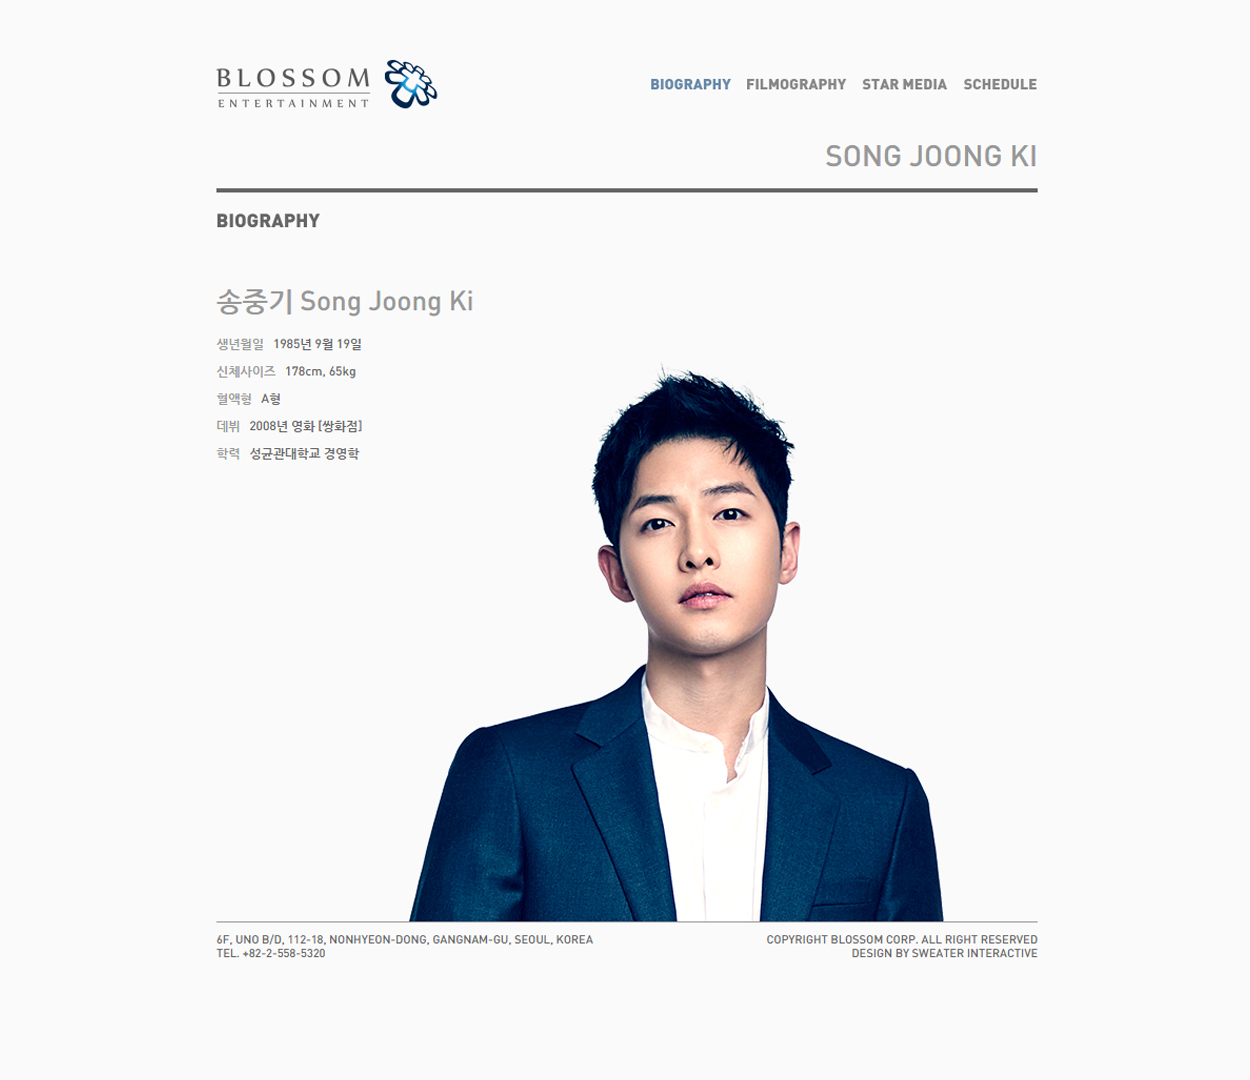 BLOSSOM
ENTERTAINMENT
BIOGRAPHY FILMOGRAPHY STAR MEDIA SCHEDULE
SONG JOONG KI
BIOGRAPHY
송중기 Song Joong Ki
생년월일 1985년 9월 19일
신체사이즈 178cm, 65kg
혈액형 A형
데뷔 2008년 영화 [쌍화점]
학력 성균관대학교 경영학
6F, UNO B/D, 112-18, NONHYEON-DONG, GANGNAM-GU, SEOUL, KOREA
TEL. +82-2-558-5320
COPYRIGHT BLOSSOM CORP. ALL RIGHT RESERVED
DESIGN BY SWEATER INTERACTIVE